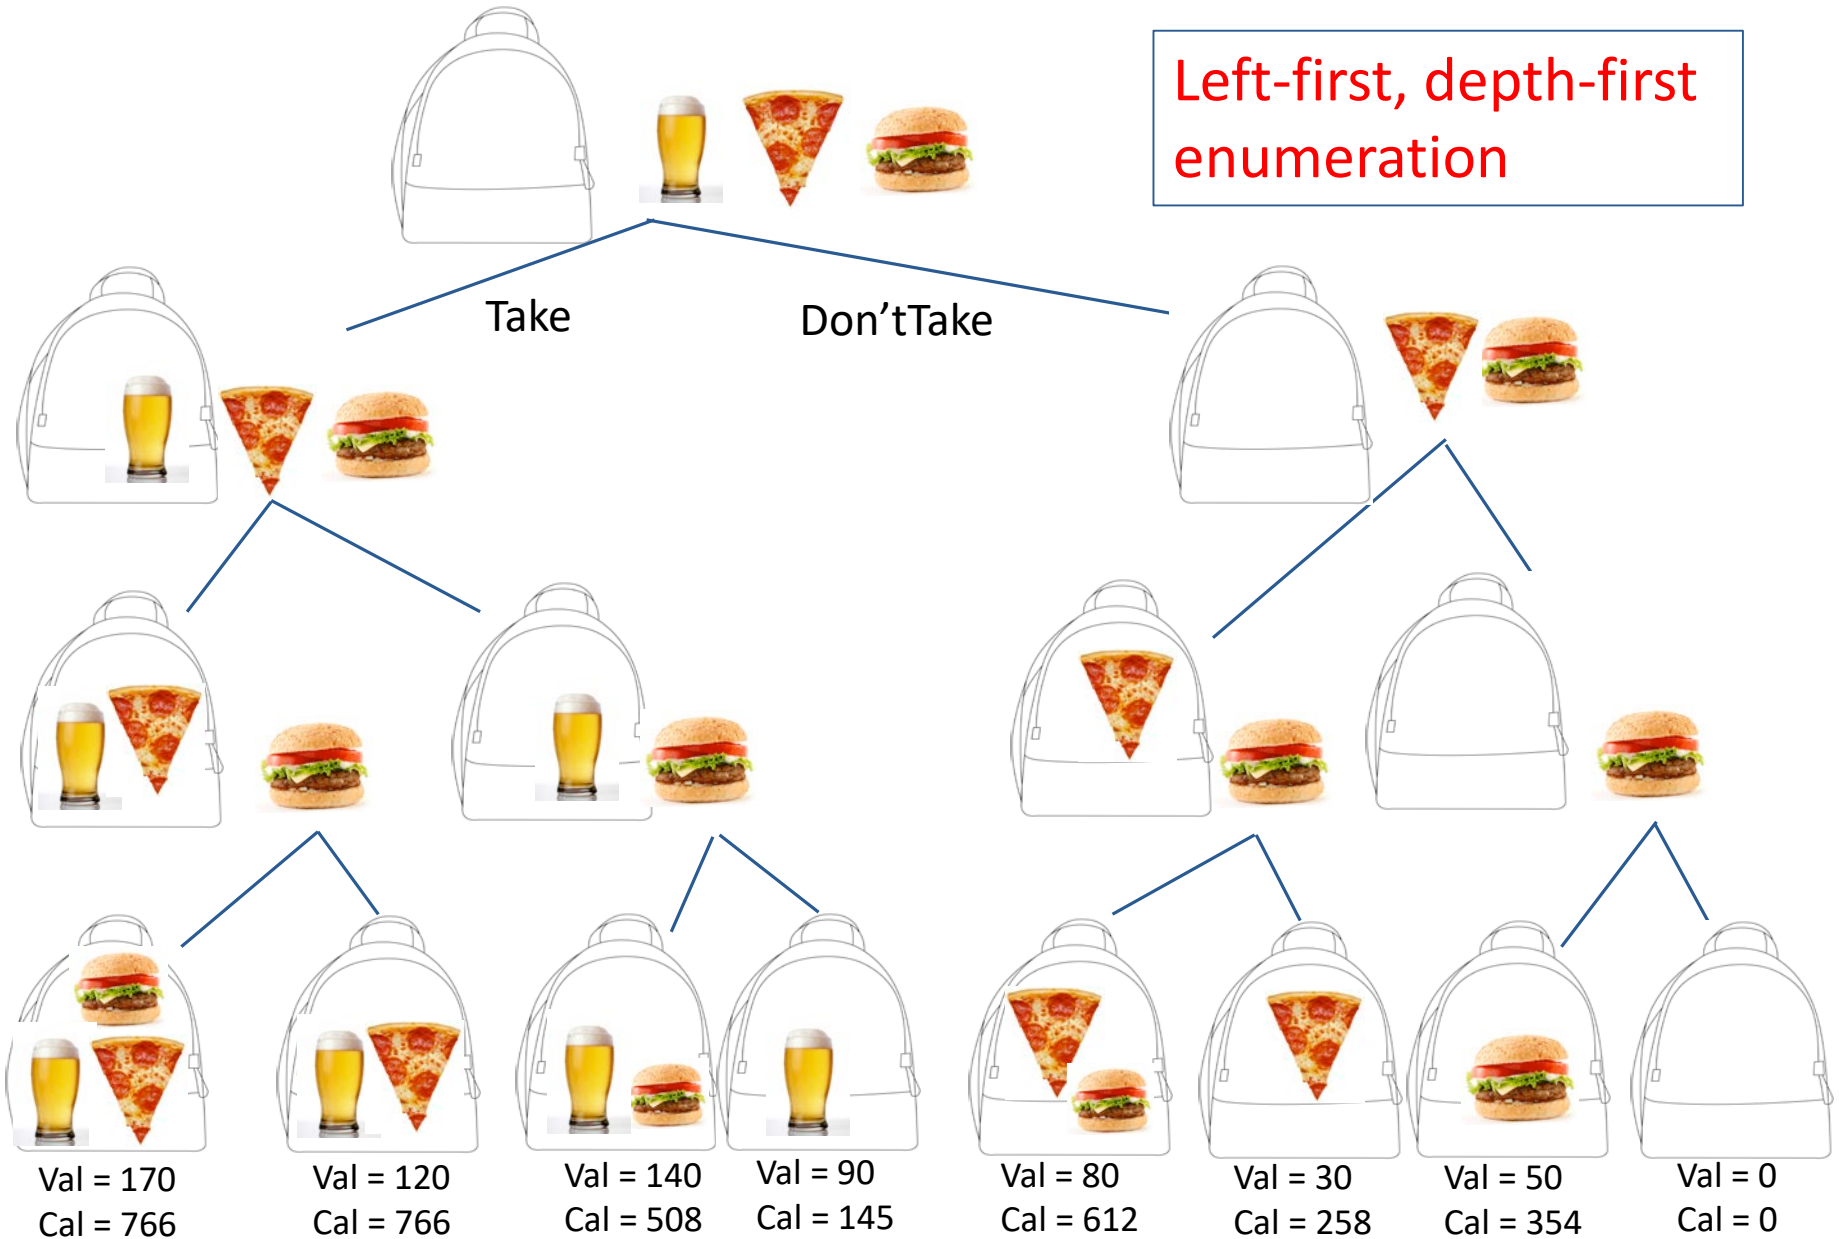 Left-first, depth-first
enumeration
Take
Don'tTake
Val = 170
Cal = 766
Val = 120
Cal = 766
Val = 140
Cal = 508
Val = 90
Cal = 145
Val = 80
Cal = 612
Val = 30
Cal = 258
Val = 50
Cal = 354
Val = 0
Cal = 0